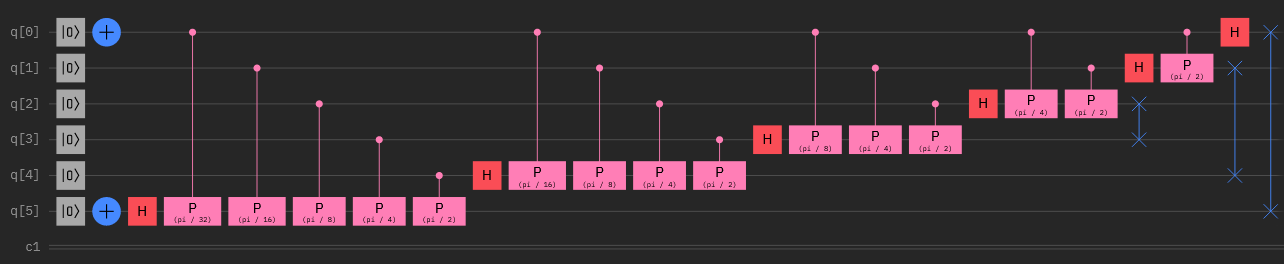 q[0] |0⟩ + H
q[1] |0⟩ H P (pi / 2)
q[2] |0⟩ H P (pi / 4) P (pi / 2)
q[3] |0⟩ H P (pi / 8) P (pi / 4) P (pi / 2)
q[4] |0⟩ H P (pi / 16) P (pi / 8) P (pi / 4) P (pi / 2)
q[5] |0⟩ + H P (pi / 32) P (pi / 16) P (pi / 8) P (pi / 4) P (pi / 2)
c1